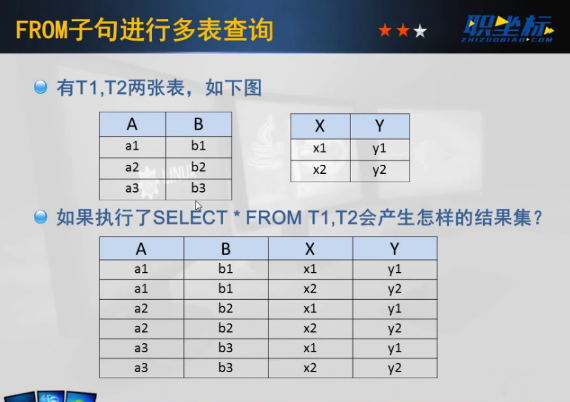 FROM子句进行多表查询
职坐标
ZHIZUOBIAO.COM
有T1,T2两张表，如下图
A B
a1 b1
a2 b2
a3 b3
X Y
x1 y1
x2 y2
如果执行了SELECT * FROM T1,T2会产生怎样的结果集?
A B X Y
a1 b1 x1 y1
a1 b1 x2 y2
a2 b2 x1 y1
a2 b2 x2 y2
a3 b3 x1 y1
a3 b3 x2 y2